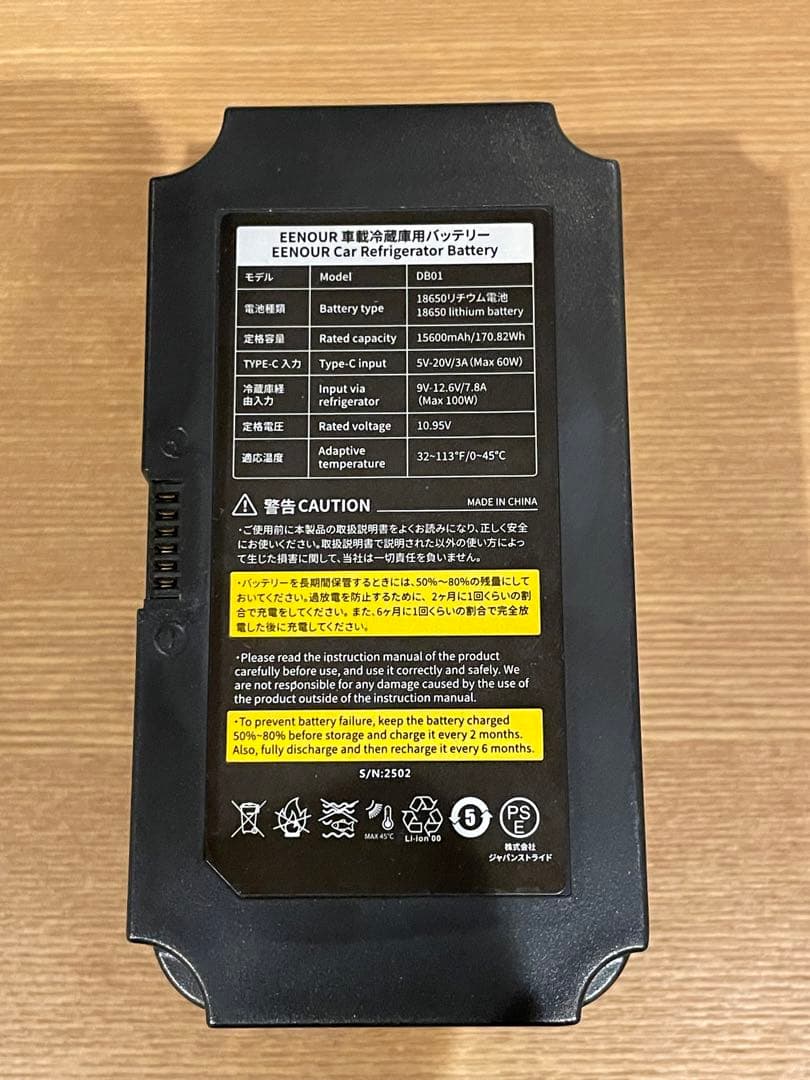 EENOUR 車載冷蔵庫用バッテリー
EENOUR Car Refrigerator Battery
モデル Model DB01
電池種類 Battery type 18650リチウム電池
18650 lithium battery
定格容量 Rated capacity 15600mAh/170.82Wh
TYPE-C 入力 Type-C input 5V-20V/3A (Max 60W)
冷蔵庫経
由入力 Input via
refrigerator 9V-12.6V/7.8A
(Max 100W)
定格電圧 Rated voltage 10.95V
適応温度 Adaptive
temperature 32~113°F/0~45°C
警告CAUTION MADE IN CHINA
・ご使用前に本製品の取扱説明書をよくお読みになり、正しく安全
にお使いください。取扱説明書で説明された以外の使い方によっ
て生じた損害に関して、当社は一切責任を負いません。
・バッテリーを長期間保管するときには、50%～80%の残量にして
おいてください。過放電を防止するために、2ヶ月に1回くらいの割
合で充電をしてください。また、6ヶ月に1回くらいの割合で完全放
電した後に充電してください。
・Please read the instruction manual of the product
carefully before use, and use it correctly and safely. We
are not responsible for any damage caused by the use of
the product outside of the instruction manual.
・To prevent battery failure, keep the battery charged
50%~80% before storage and charge it every 2 months.
Also, fully discharge and then recharge it every 6 months.
S/N:2502
MAX 45°C
Li-ion 00
5
PS
E
株式会社
ジャパンストライド